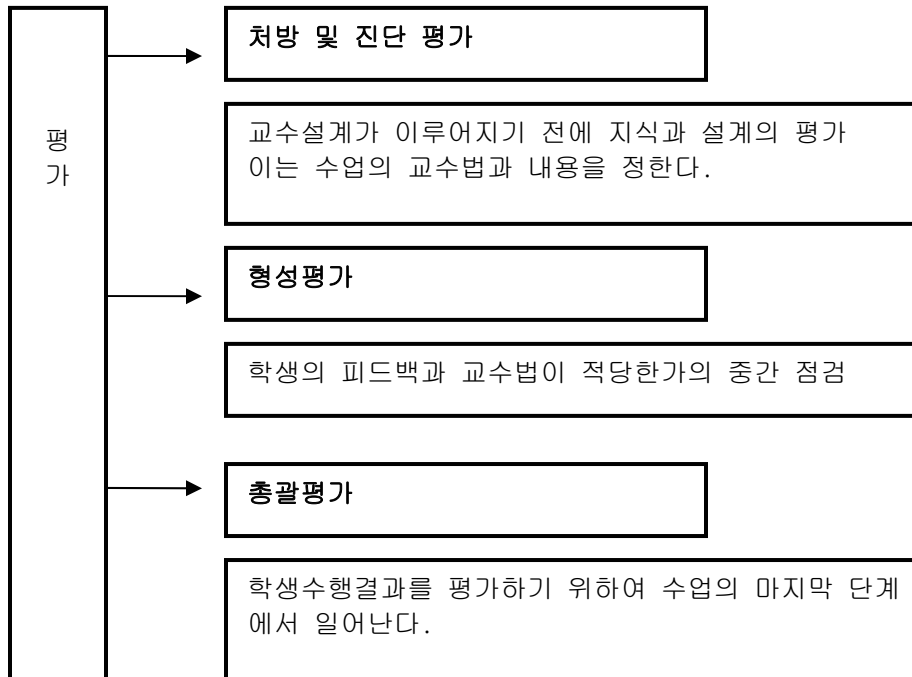 처방 및 진단 평가
평
가
교수설계가 이루어지기 전에 지식과 설계의 평가
이는 수업의 교수법과 내용을 정한다.
형성평가
학생의 피드백과 교수법이 적당한가의 중간 점검
총괄평가
학생수행결과를 평가하기 위하여 수업의 마지막 단계
에서 일어난다.